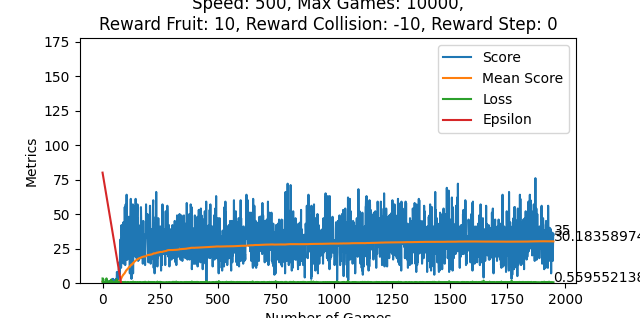 Speed: 500, Max Games: 10000,
Reward Fruit: 10, Reward Collision: -10, Reward Step: 0
175
150
125
100
75
50
25
0
Metrics
Score
Mean Score
Loss
Epsilon
35
30.18358974
0.559552138
0
250
500
750
1000
1250
1500
1750
2000
Number of Games